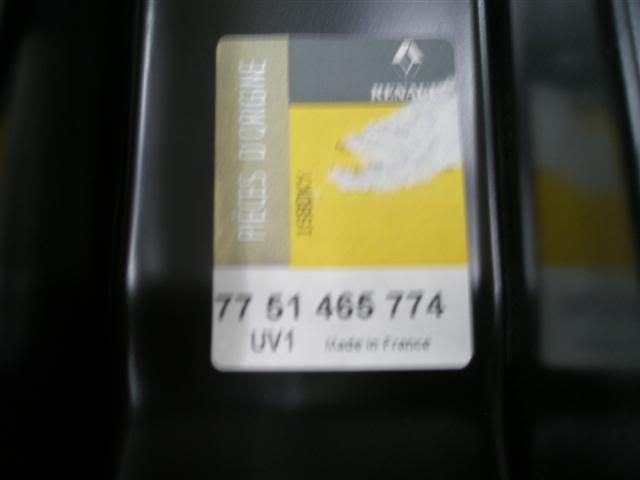 PIÈCES D'ORIGINE
RENAULT
77 51 465 774
UV1 Made in France